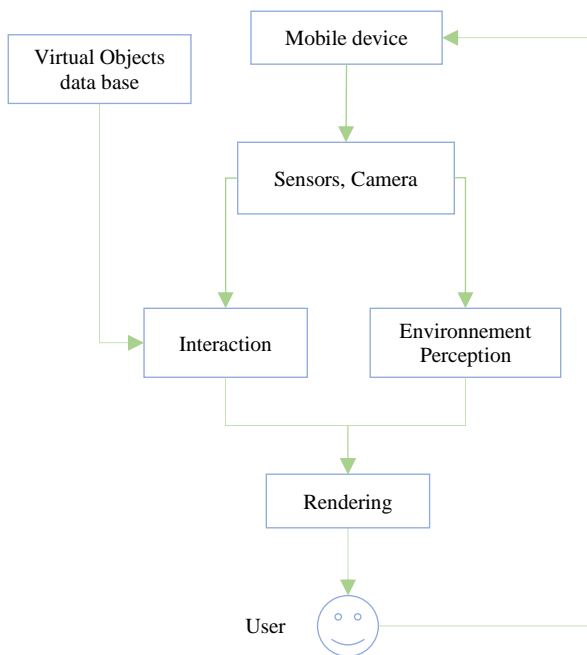 Mobile device
Virtual Objects
data base
Sensors, Camera
Interaction
Environnement
Perception
Rendering
User